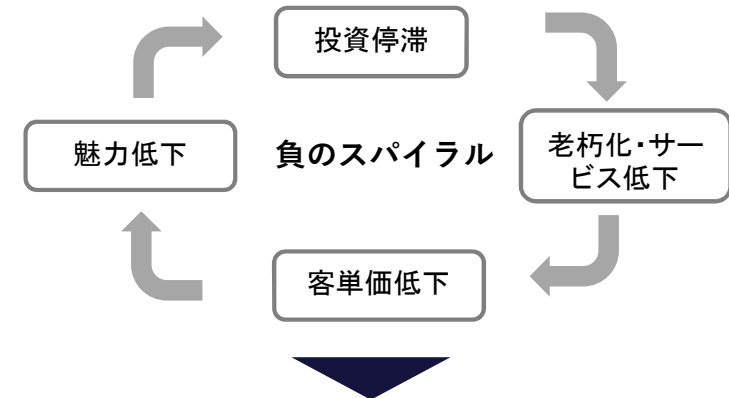 投資停滞
魅力低下
負のスパイラル
老朽化・サー
ビス低下
客単価低下